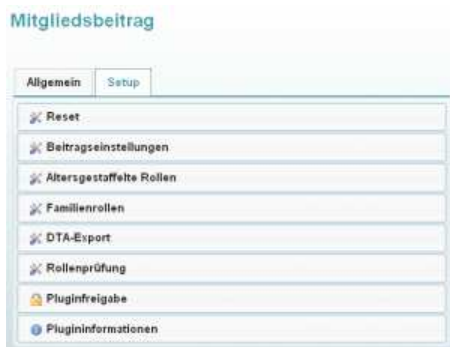 Mitgliedsbeitrag
Allgemein Setup
Reset
Beitragseinstellungen
Altersgestaffelte Rollen
Familienrollen
DTA-Export
Rollenprüfung
Pluginfreigabe
Plugininformationen